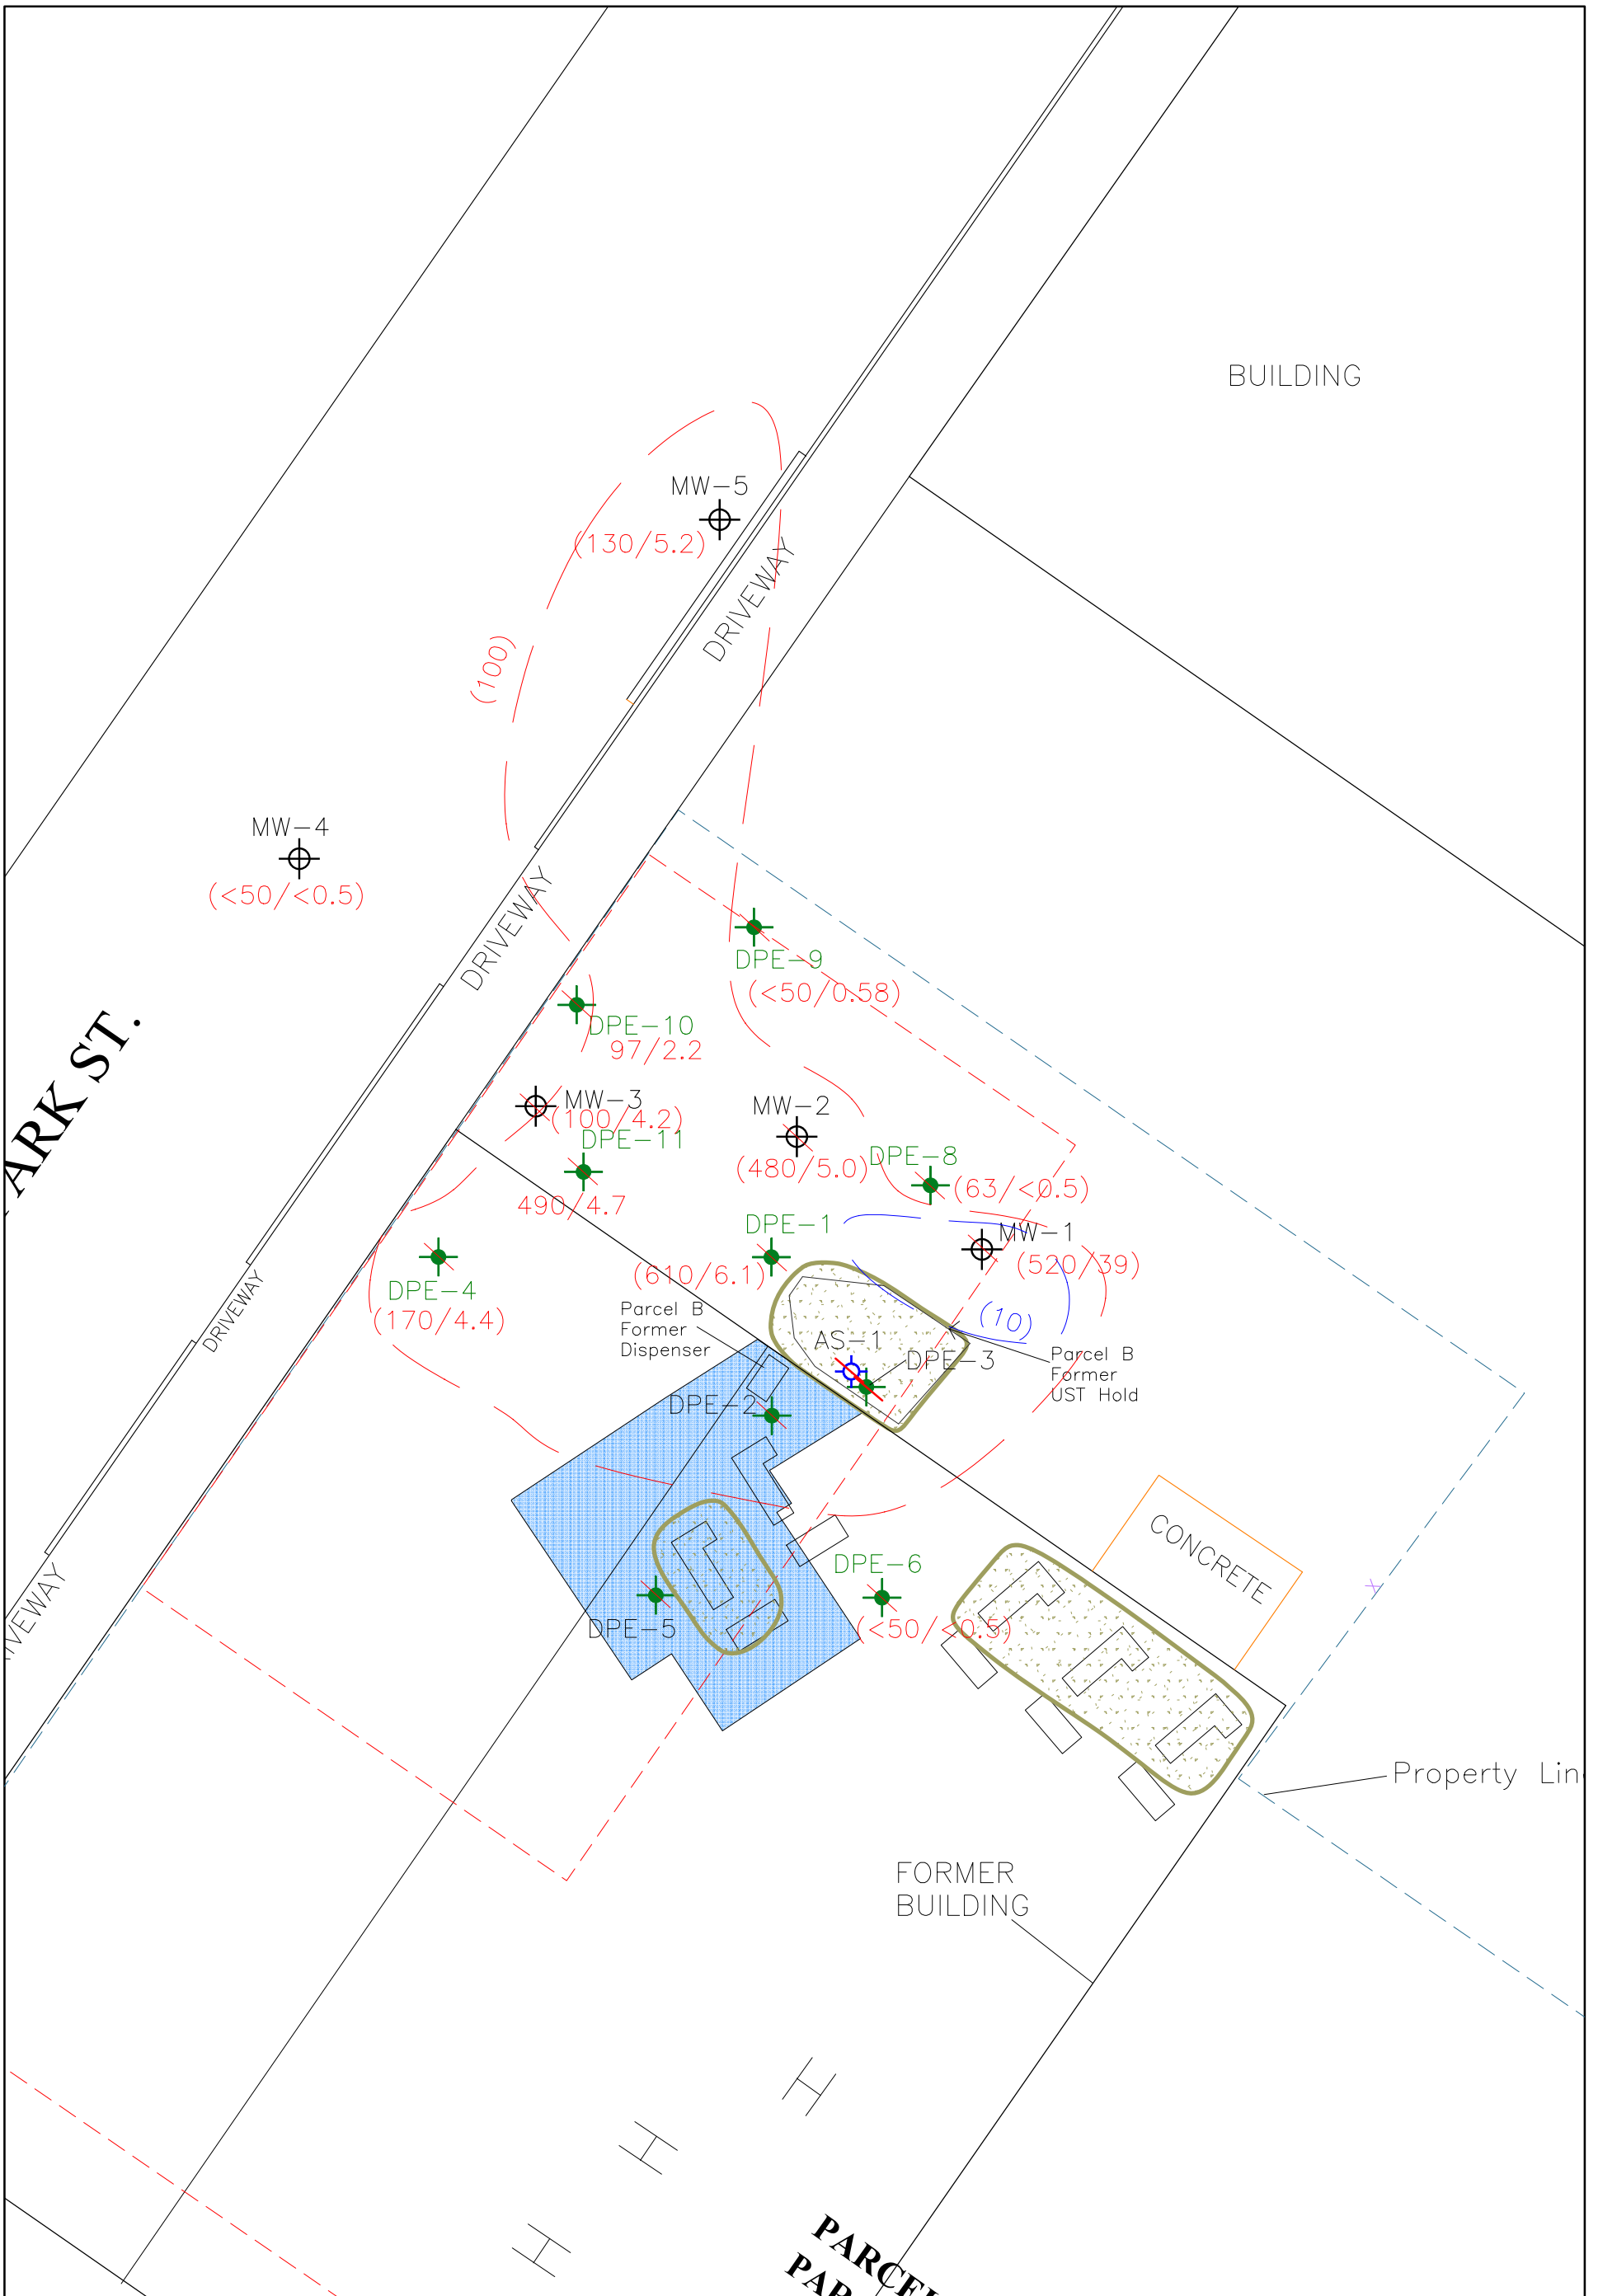 BUILDING
MW-5
(130/5.2)
DRIVEWAY
(100)
MW-4
(<50/<0.5)
DRIVEWAY
DPE-9
(<50/0.58)
DPE-10
97/2.2
ARK ST.
MW-3
(100/4.2)
MW-2
DPE-11
(480/5.0)
DPE-8
(63/<0.5)
490/4.7
DPE-1
MW-1
(520/39)
(610/6.1)
DPE-4
(170/4.4)
DRIVEWAY
Parcel B
Former
Dispenser
(10)
AS-1
DPE-3
Parcel B
Former
UST Hold
DPE-2
CONCRETE
DPE-6
(<50/<0.5)
DPE-5
X
VEWAY
Property Lin
FORMER
BUILDING
PARCEL
PAR